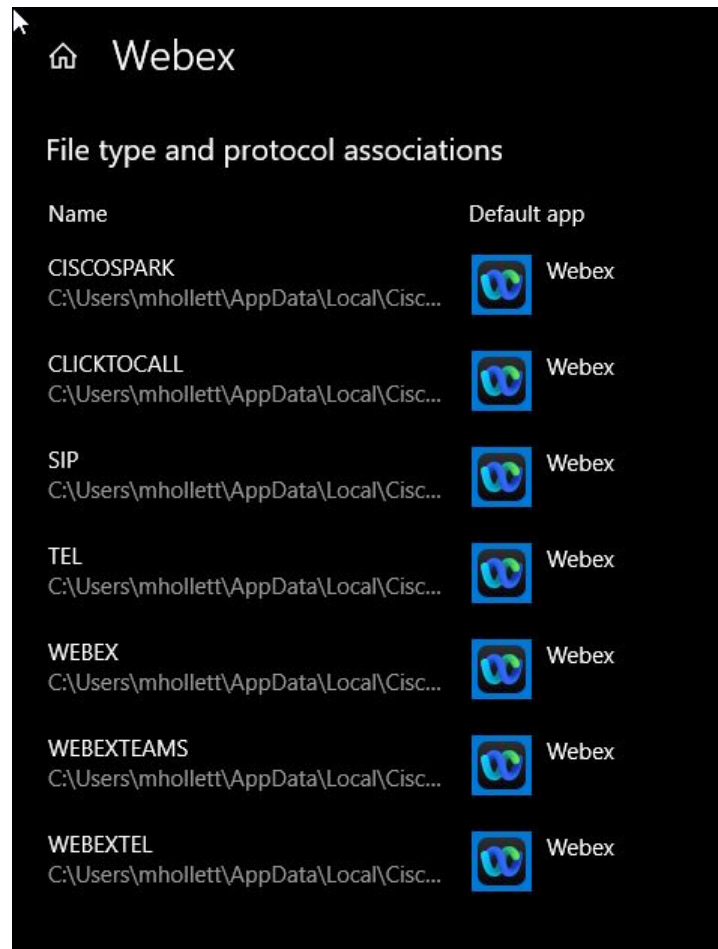 Webex
File type and protocol associations
Name Default app
CISCOSPARK Webex
C:\Users\mhollett\AppData\Local\Cisc...
CLICKTOCALL Webex
C:\Users\mhollett\AppData\Local\Cisc...
SIP Webex
C:\Users\mhollett\AppData\Local\Cisc...
TEL Webex
C:\Users\mhollett\AppData\Local\Cisc...
WEBEX Webex
C:\Users\mhollett\AppData\Local\Cisc...
WEBEXTEAMS Webex
C:\Users\mhollett\AppData\Local\Cisc...
WEBEXTEL Webex
C:\Users\mhollett\AppData\Local\Cisc...